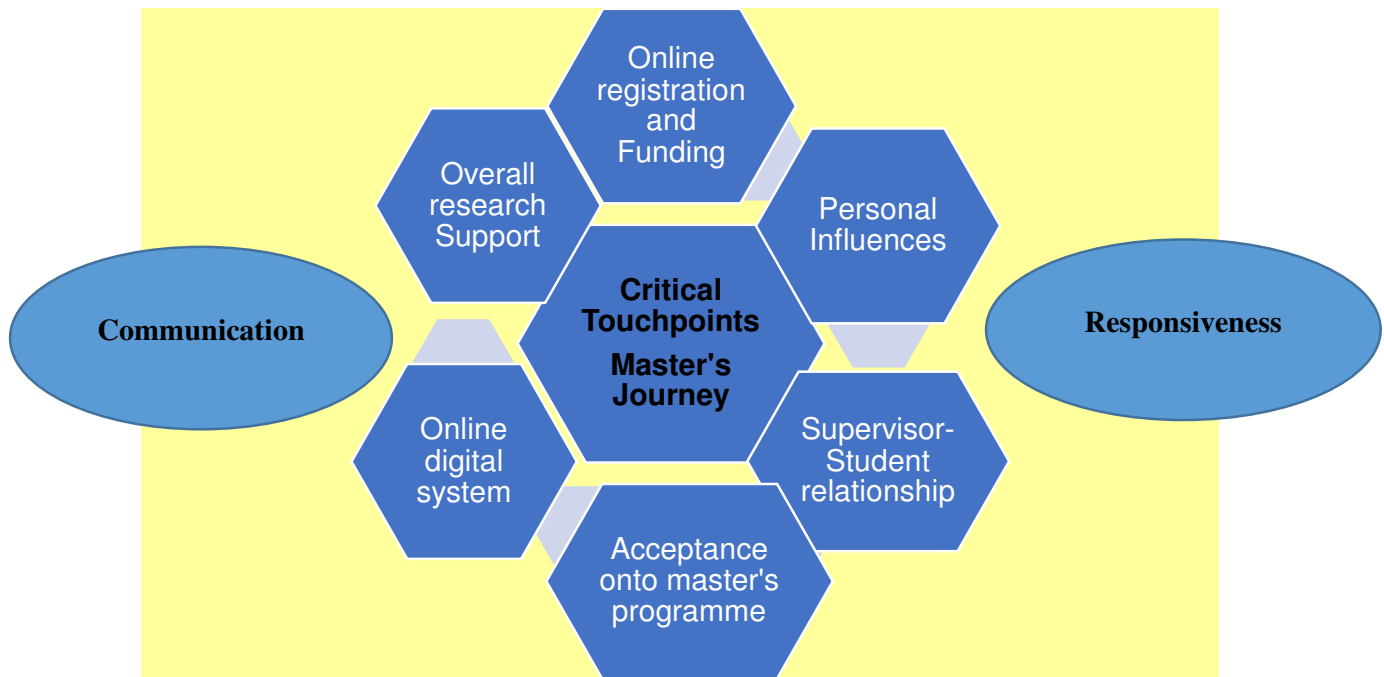 Online
registration
and
Funding
Overall
research
Support
Personal
Influences
Critical
Touchpoints
Master's
Journey
Communication
Responsiveness
Online
digital
system
Supervisor-
Student
relationship
Acceptance
onto master's
programme